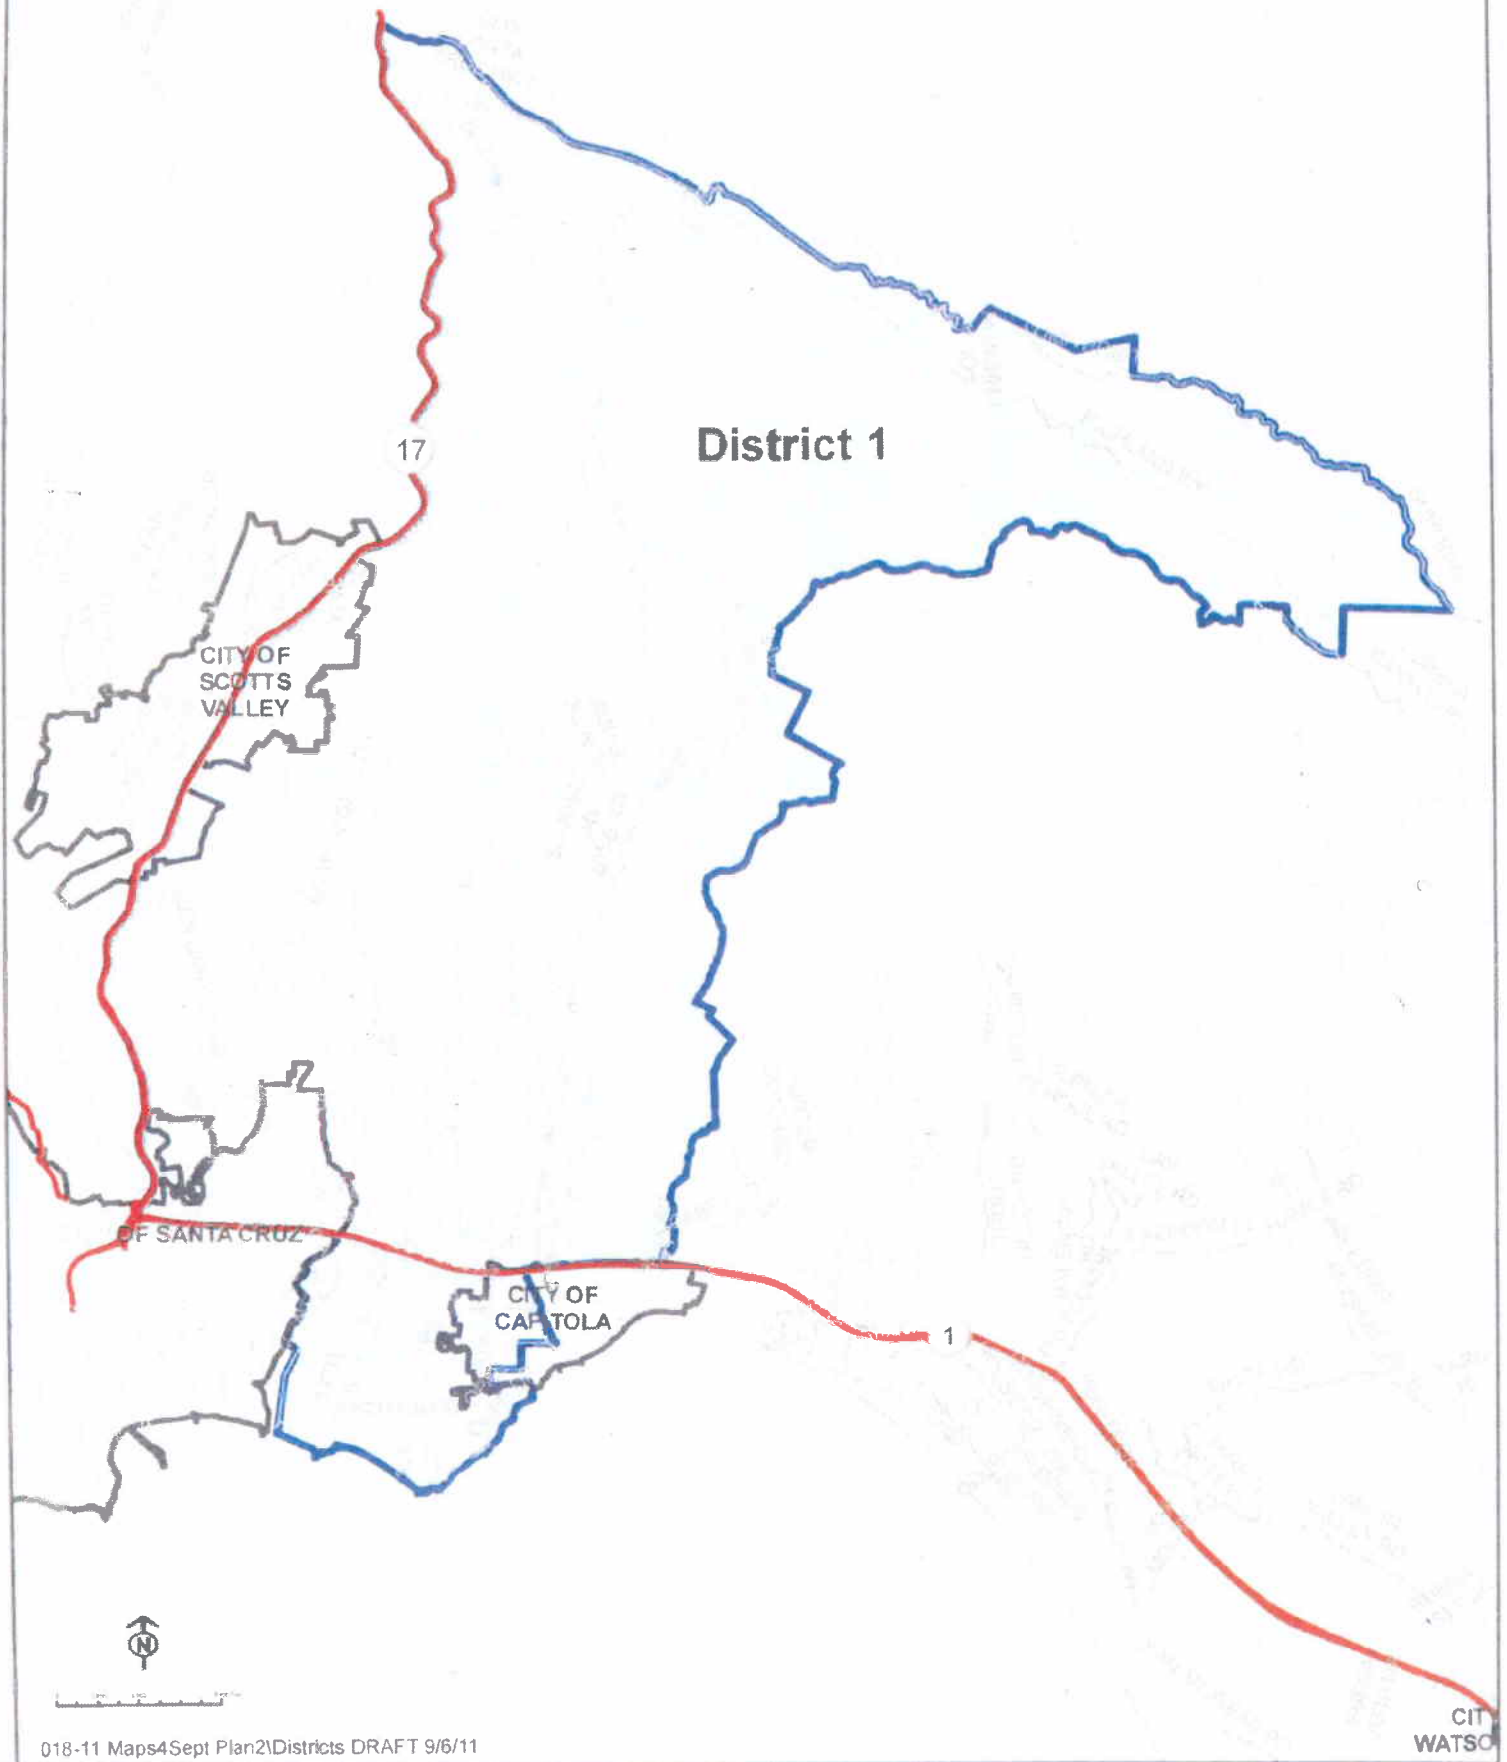 District 1
17
CITY OF
SCOTTS
VALLEY
OF SANTA CRUZ
CITY OF
CAPITOLA
1
N
CIT
WATSO
018-11 Maps4Sept Plan2\Districts DRAFT 9/6/11